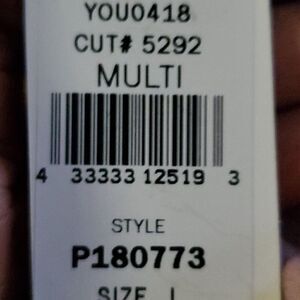 YOU0418
CUT# 5292
MULTI
4 33333 12519 3
STYLE
P180773
SIZE L